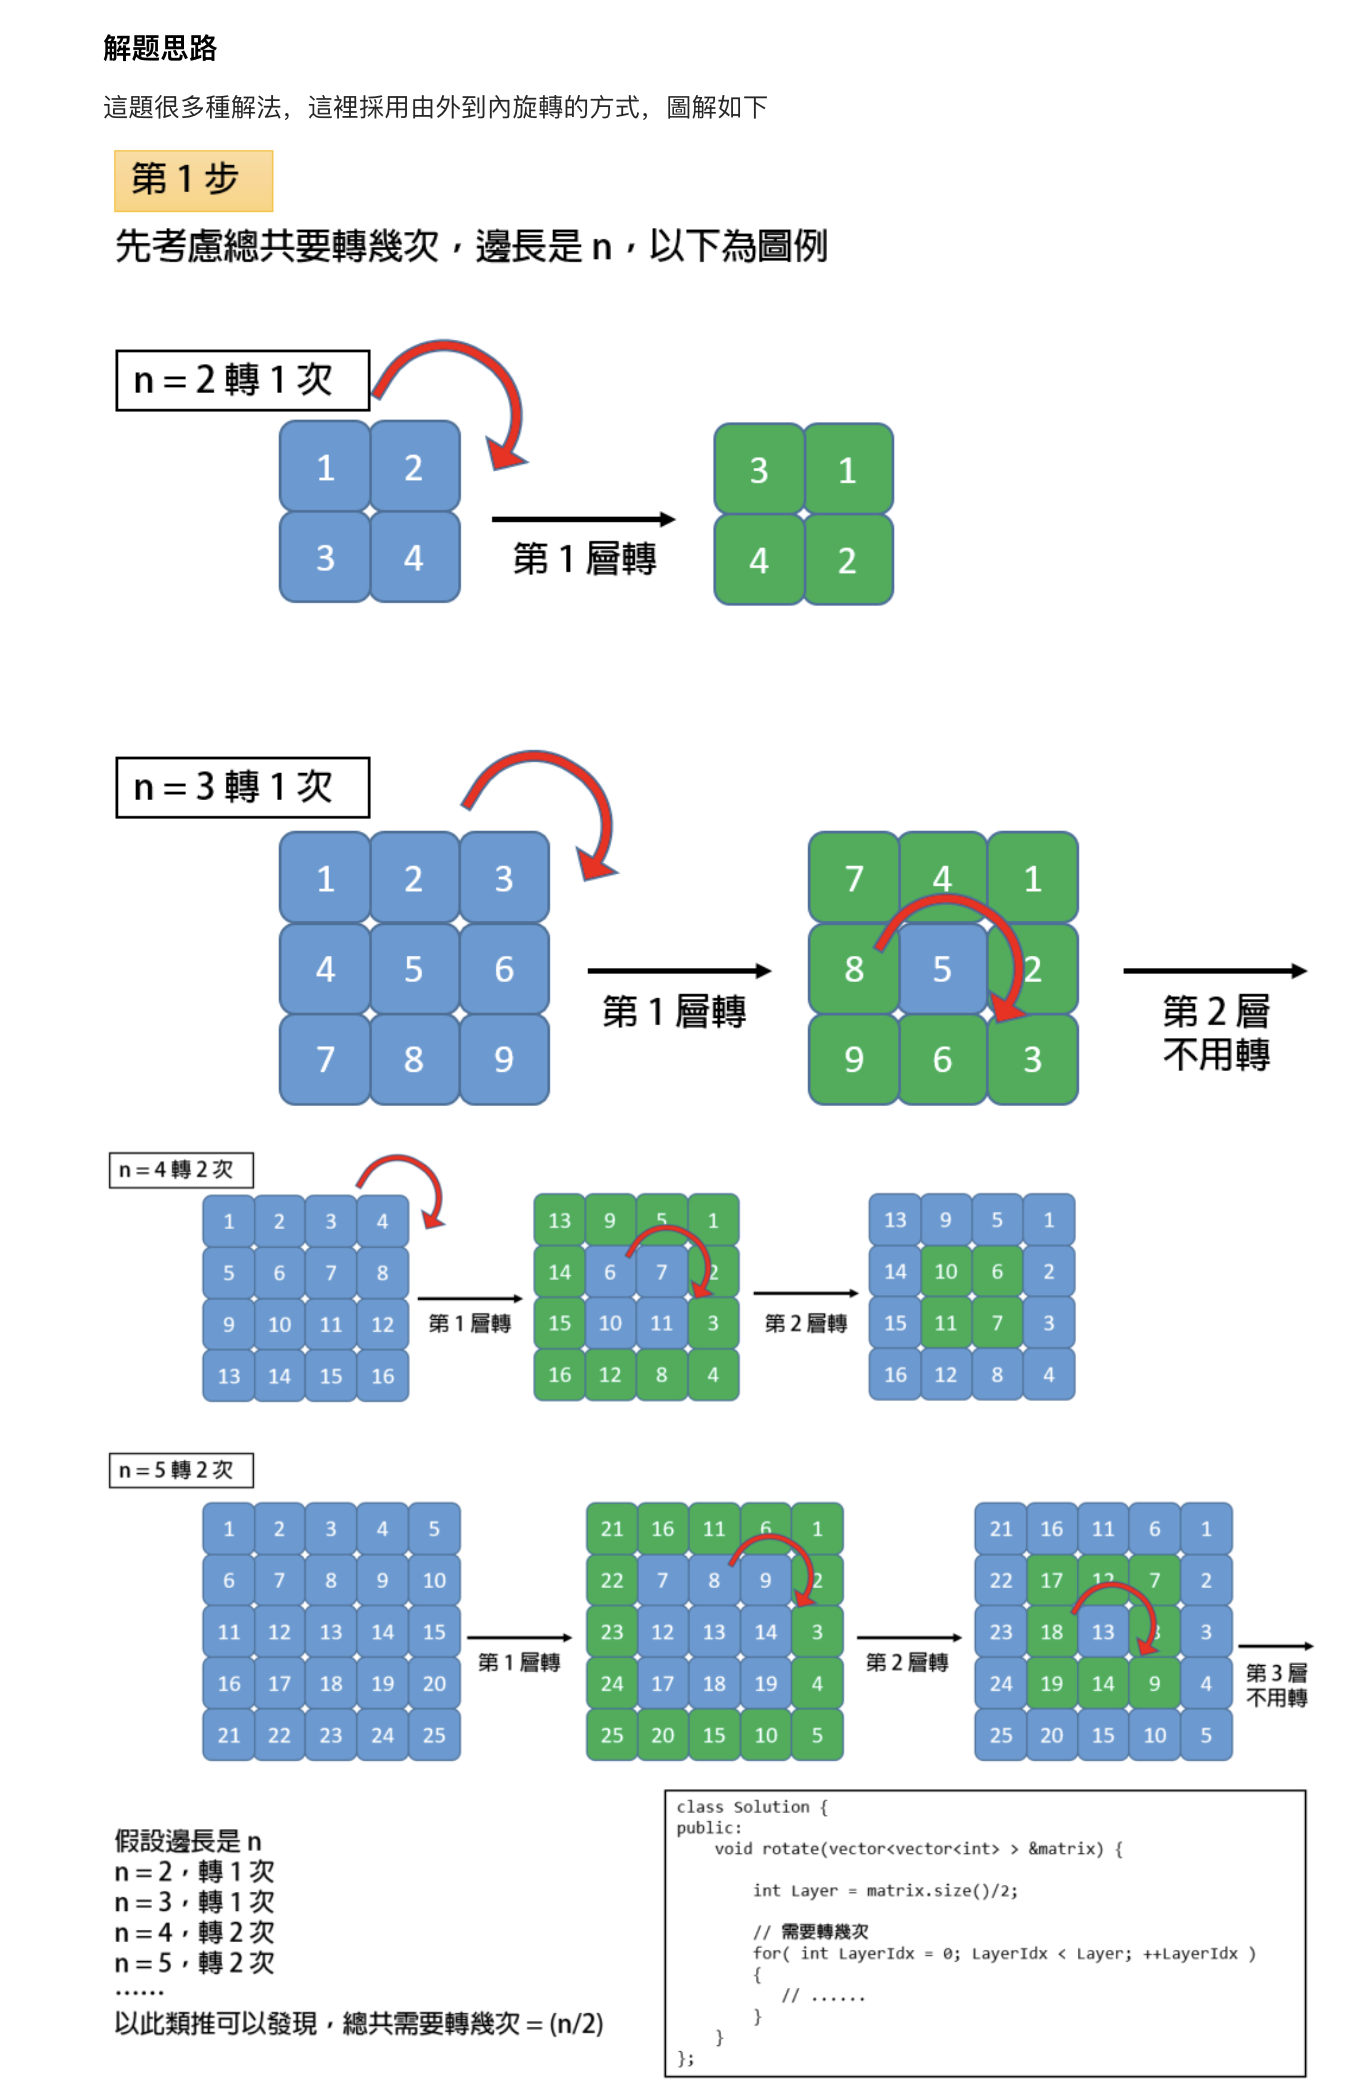 解題思路
這題很多種解法，這裡採用由外到內旋轉的方式，圖解如下
第 1 步
先考慮總共要轉幾次，邊長是 n，以下為圖例
n = 2 轉 1 次
1 2
3 4
第 1 層轉
3 1
4 2
n = 3 轉 1 次
1 2 3
4 5 6
7 8 9
第 1 層轉
7 4 1
8 5 2
9 6 3
第 2 層
不用轉
n = 4 轉 2 次
1 2 3 4
5 6 7 8
9 10 11 12
13 14 15 16
第 1 層轉
13 9 5 1
14 6 7 2
15 10 11 3
16 12 8 4
第 2 層轉
13 9 5 1
14 10 6 2
15 11 7 3
16 12 8 4
n = 5 轉 2 次
1 2 3 4 5
6 7 8 9 10
11 12 13 14 15
16 17 18 19 20
21 22 23 24 25
第 1 層轉
21 16 11 6 1
22 7 8 9 2
23 12 13 14 3
24 17 18 19 4
25 20 15 10 5
第 2 層轉
21 16 11 6 1
22 17 12 7 2
23 18 13 8 3
24 19 14 9 4
25 20 15 10 5
第 3 層
不用轉
假設邊長是 n
n = 2，轉 1 次
n = 3，轉 1 次
n = 4，轉 2 次
n = 5，轉 2 次
……
以此類推可以發現，總共需要轉幾次 = (n/2)
class Solution {
public:
    void rotate(vector<vector<int> > &matrix) {
        int Layer = matrix.size()/2;
        // 需要轉幾次
        for( int LayerIdx = 0; LayerIdx < Layer; ++LayerIdx )
        {
           // ......
        }
    }
};